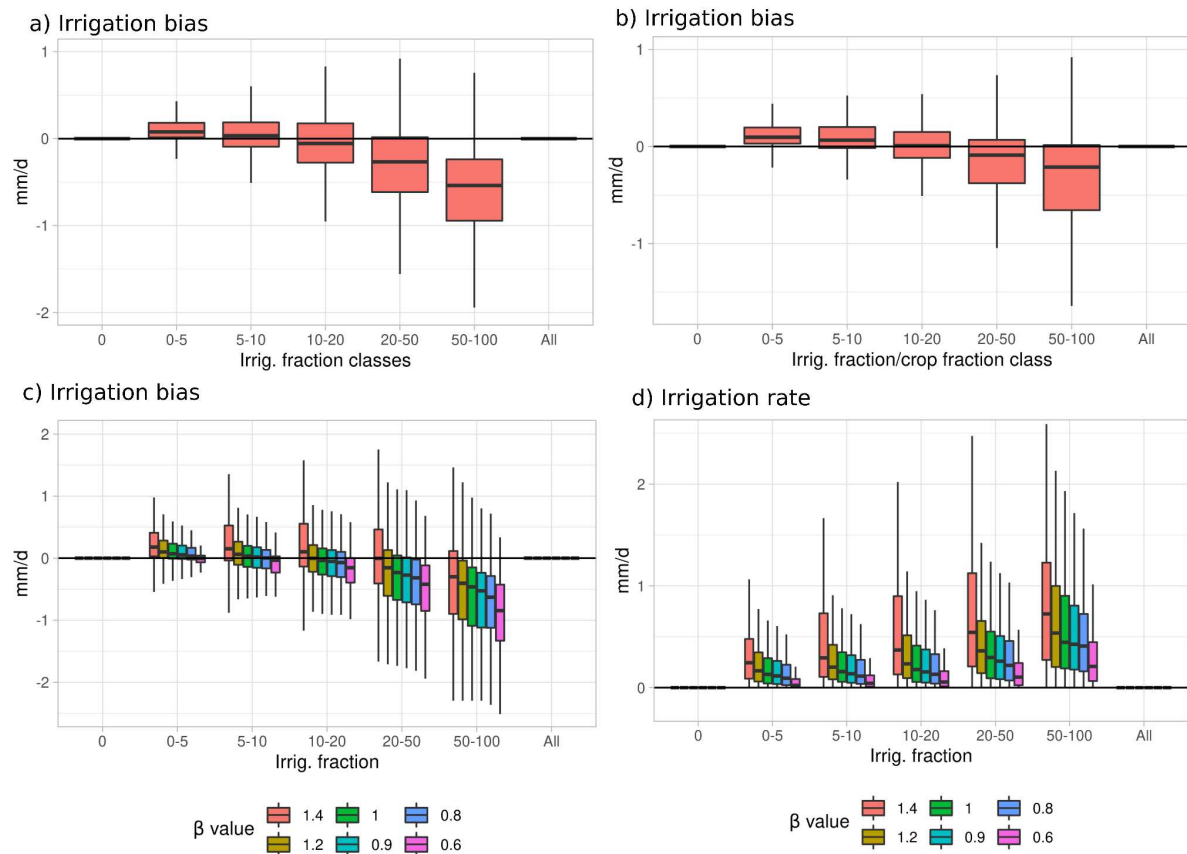 a) Irrigation bias
1
0
-1
-2
mm/d
0
0-5
5-10
10-20
20-50
50-100
All
Irrig. fraction classes
b) Irrigation bias
1
0
-1
mm/d
0
0-5
5-10
10-20
20-50
50-100
All
Irrig. fraction/crop fraction class
c) Irrigation bias
2
1
0
-1
-2
mm/d
0
0-5
5-10
10-20
20-50
50-100
All
Irrig. fraction
β value
1.4
1
0.8
1.2
0.9
0.6
d) Irrigation rate
2
1
0
mm/d
0
0-5
5-10
10-20
20-50
50-100
All
Irrig. fraction
β value
1.4
1
0.8
1.2
0.9
0.6